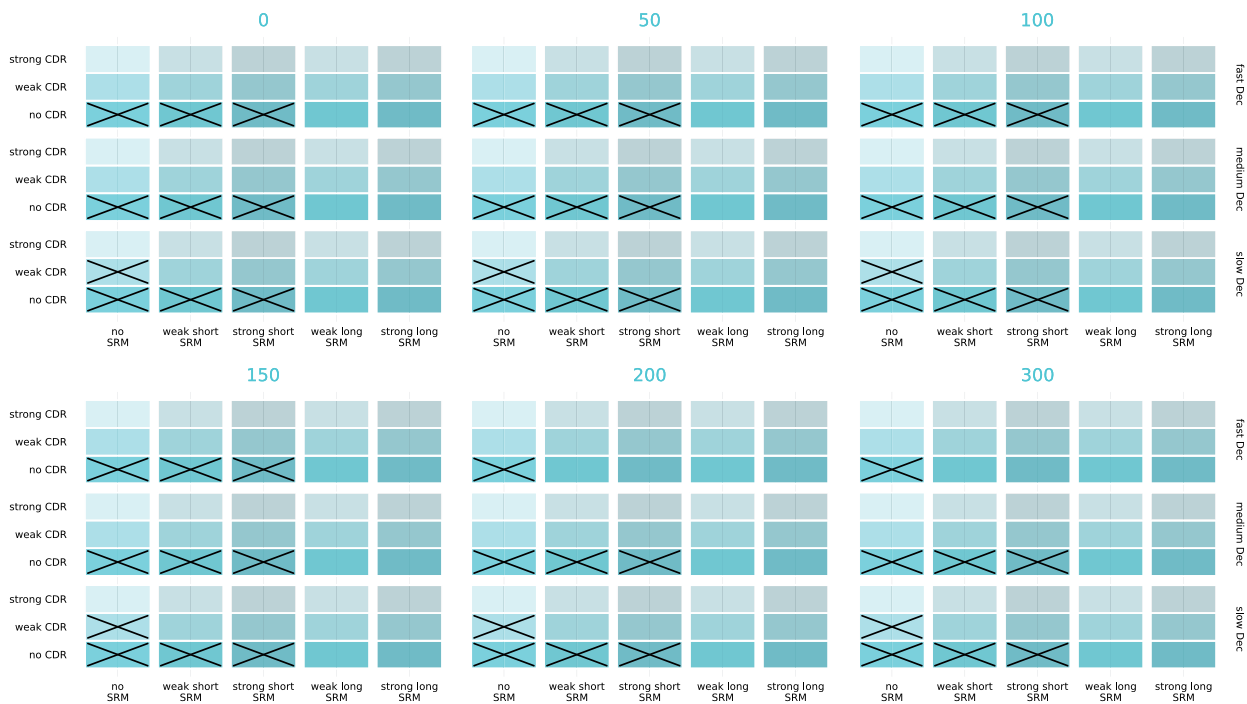 0 50 100
strong CDR
weak CDR
no CDR
fast Dec
strong CDR
weak CDR
no CDR
medium Dec
strong CDR
weak CDR
no CDR
slow Dec
no weak short strong short weak long strong long no weak short strong short weak long strong long no weak short strong short weak long strong long
SRM SRM SRM SRM SRM SRM SRM SRM SRM SRM SRM SRM SRM SRM SRM
150 200 300
strong CDR
weak CDR
no CDR
fast Dec
strong CDR
weak CDR
no CDR
medium Dec
strong CDR
weak CDR
no CDR
slow Dec
no weak short strong short weak long strong long no weak short strong short weak long strong long no weak short strong short weak long strong long
SRM SRM SRM SRM SRM SRM SRM SRM SRM SRM SRM SRM SRM SRM SRM